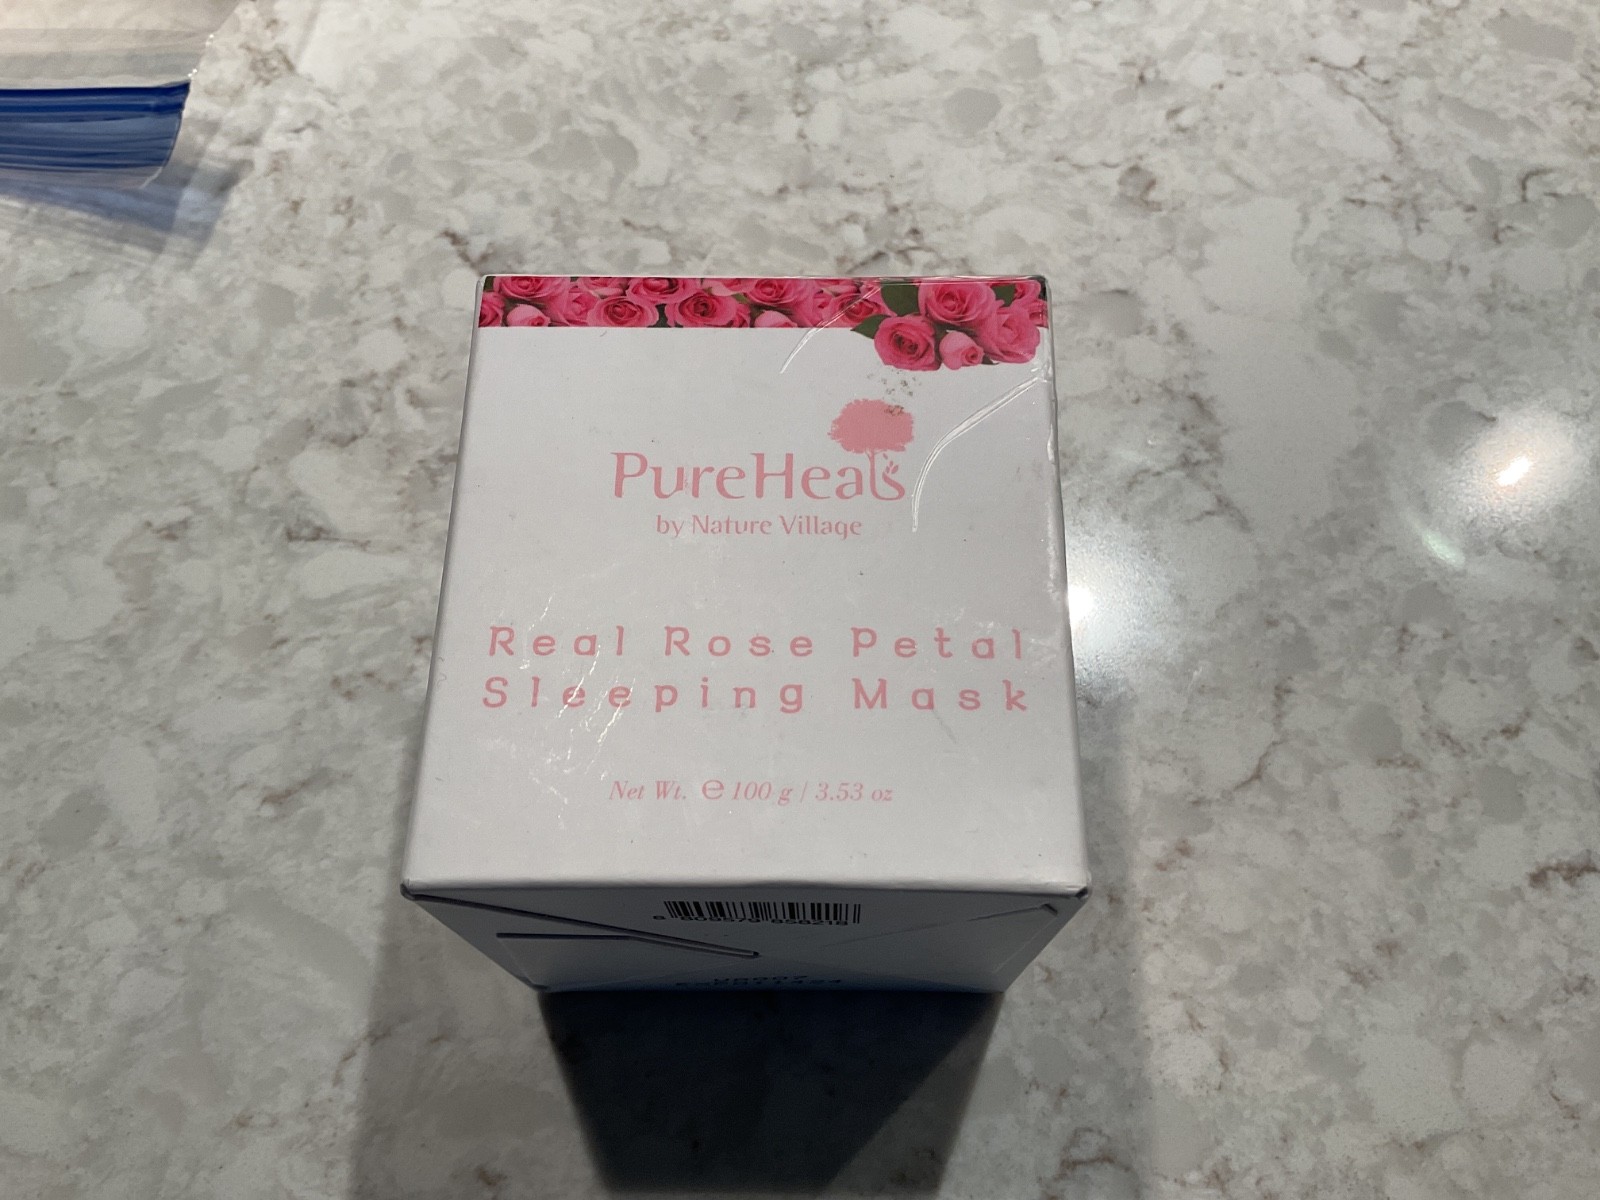 PureHeals
by Nature Village
Real Rose Petal
Sleeping Mask
Net Wt. ℮ 100 g / 3.53 oz